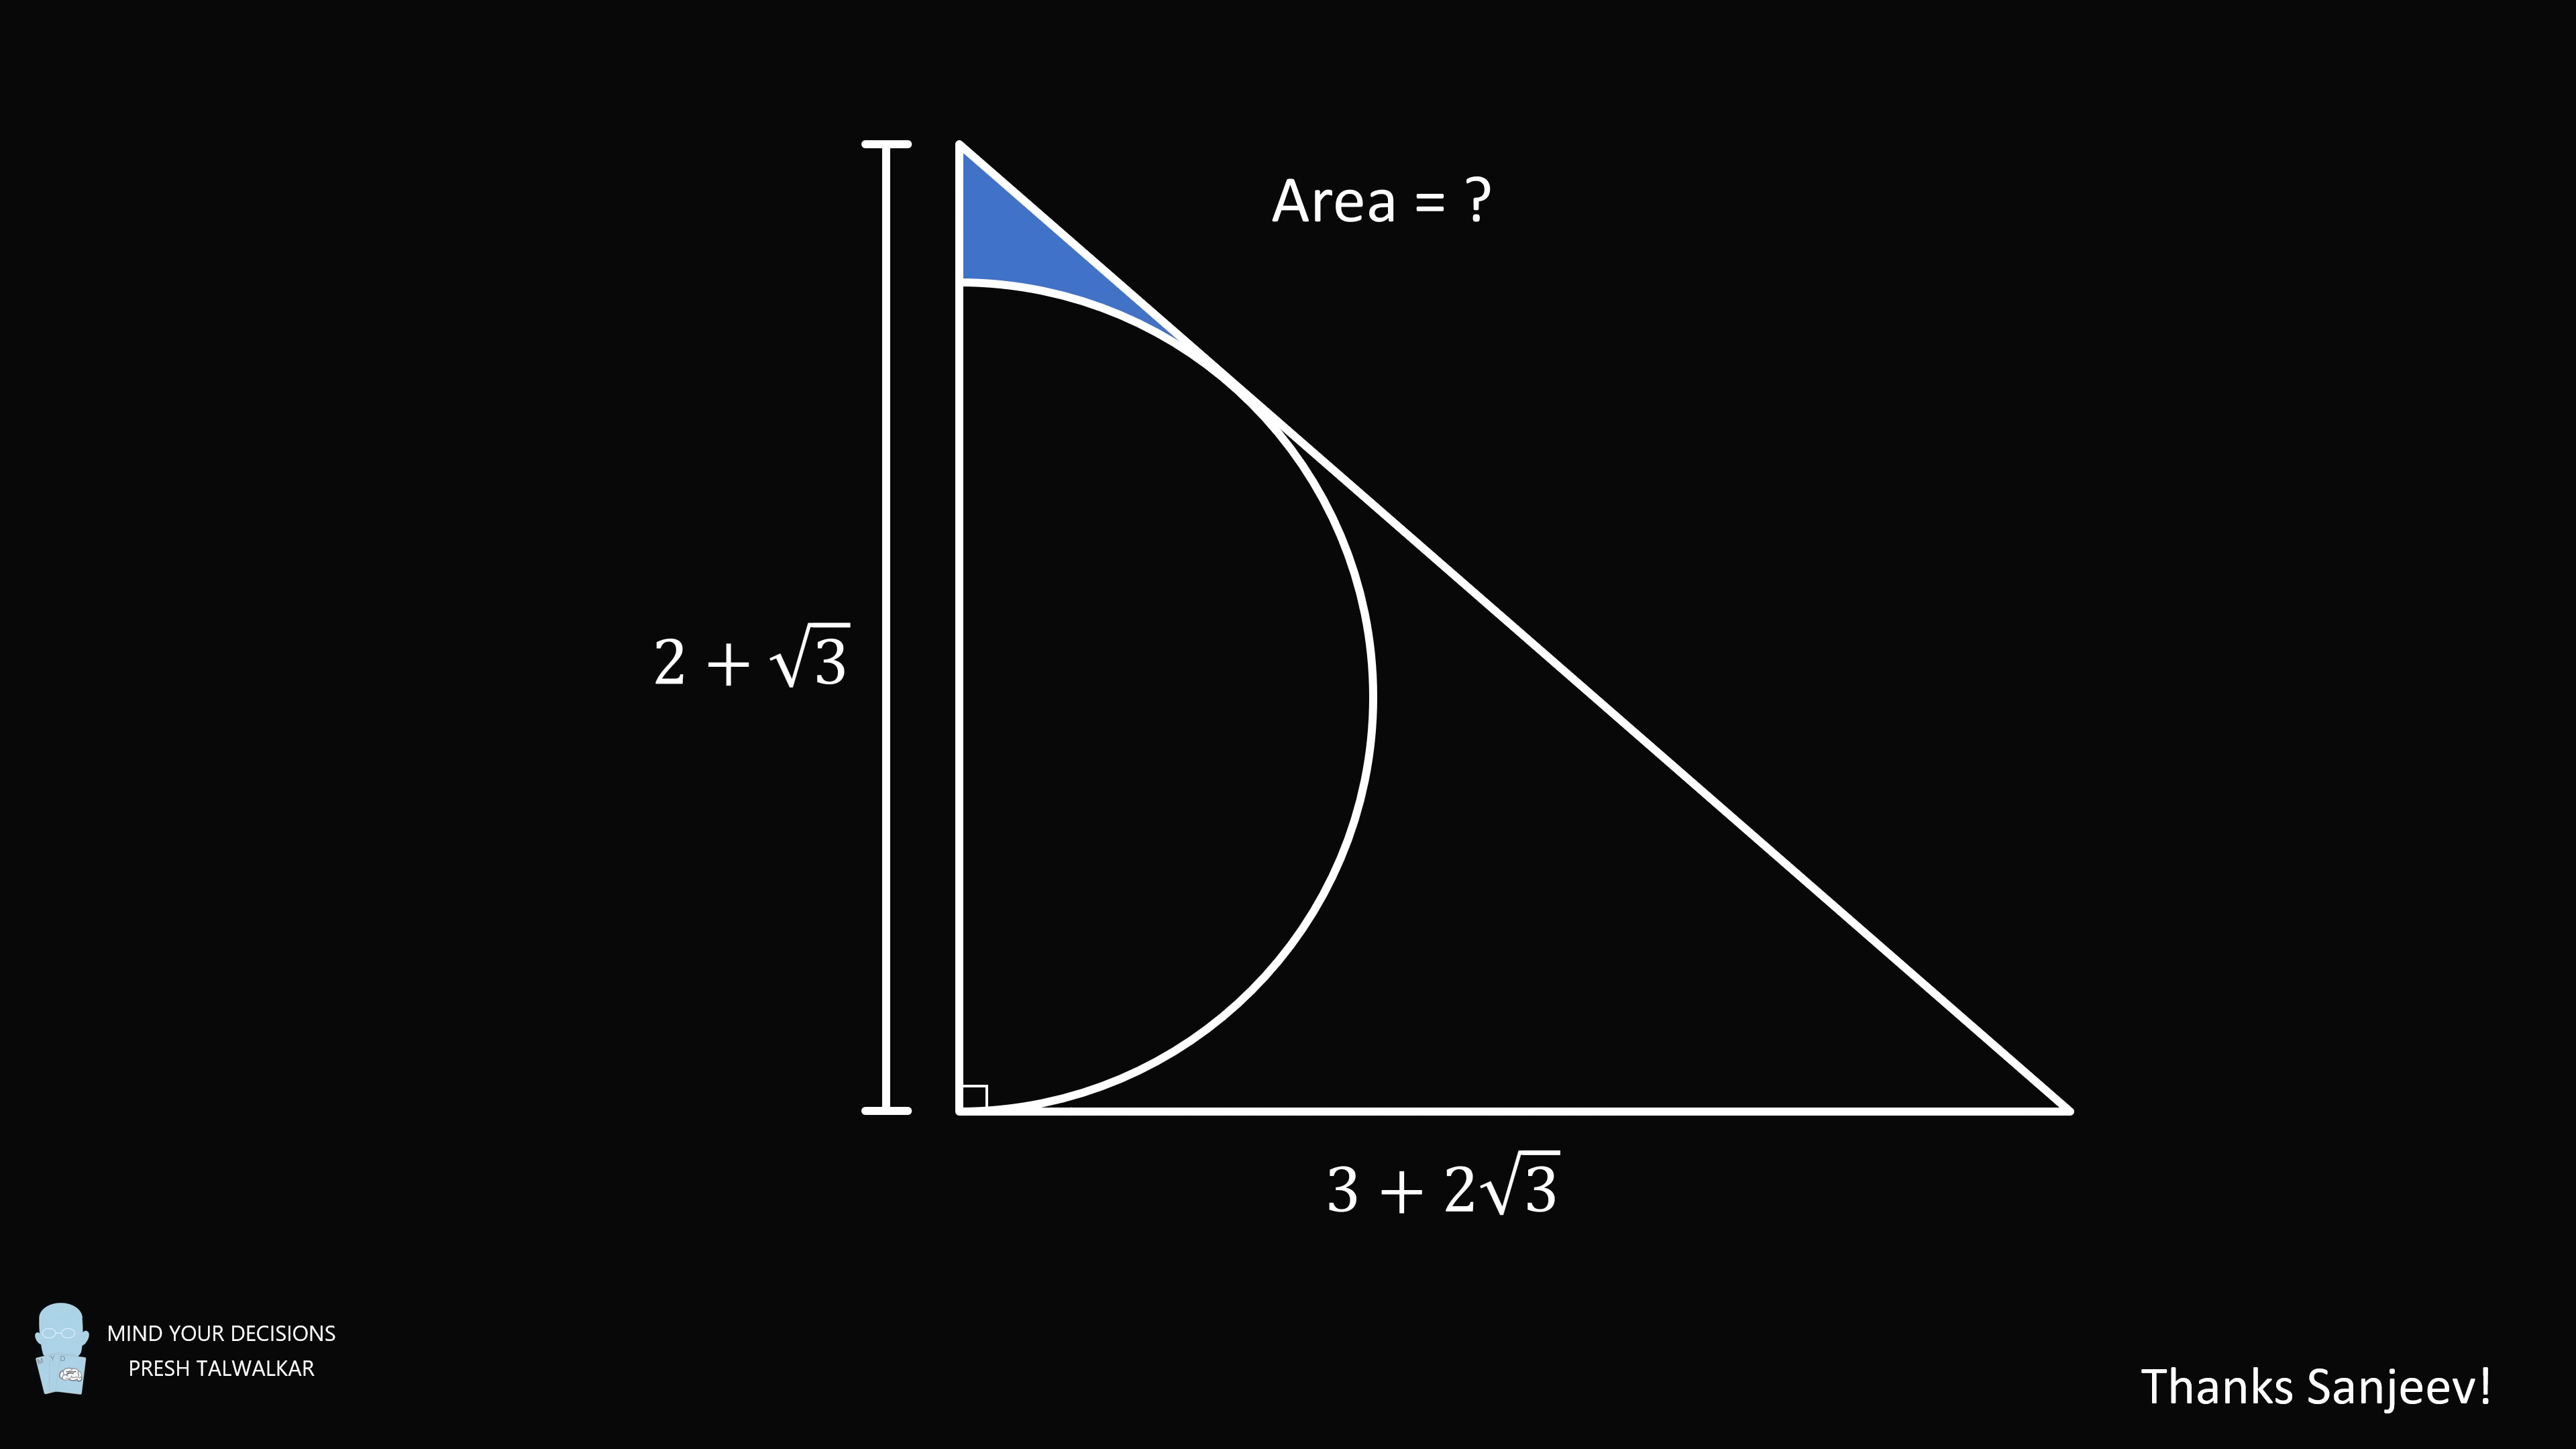 Area = ?
2 + √3
3 + 2√3
MIND YOUR DECISIONS
PRESH TALWALKAR
Thanks Sanjeev!